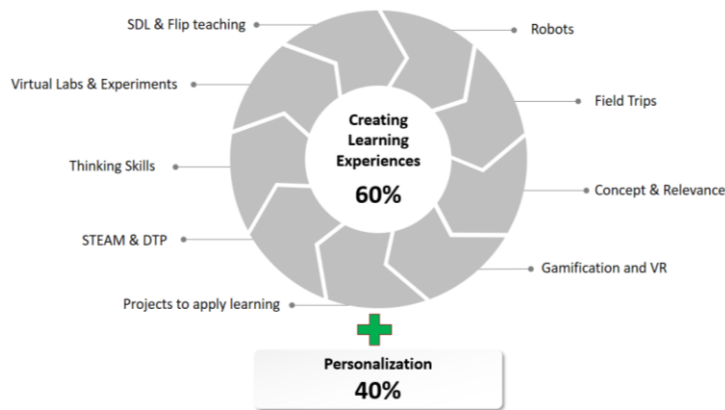 SDL & Flip teaching
Robots
Virtual Labs & Experiments
Field Trips
Creating
Learning
Experiences
60%
Thinking Skills
Concept & Relevance
STEAM & DTP
Gamification and VR
Projects to apply learning
Personalization
40%